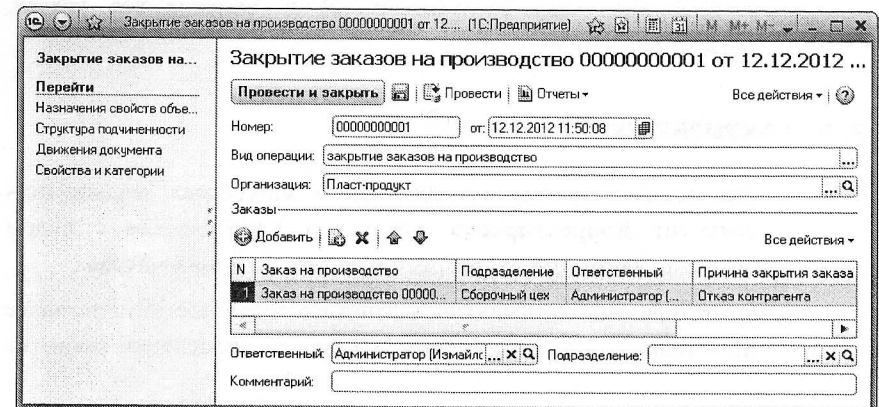 Закрытие заказов на производство 00000000001 от 12.... [1С:Предприятие] M M+ M-
Закрытие заказов на...
Перейти
Назначения свойств объе...
Структура подчиненности
Движения документа
Свойства и категории
Закрытие заказов на производство 00000000001 от 12.12.2012 ...
Провести и закрыть Провести Отчеты Все действия
Номер: 00000000001 от: 12.12.2012 11:50:08
Вид операции: закрытие заказов на производство ...
Организация: Пласт-продукт ...
Заказы
Добавить Все действия
N Заказ на производство Подразделение Ответственный Причина закрытия заказа
1 Заказ на производство 00000... Сборочный цех Администратор (... Отказ контрагента
Ответственный: Администратор (Измайлс ... Подразделение: ...
Комментарий: